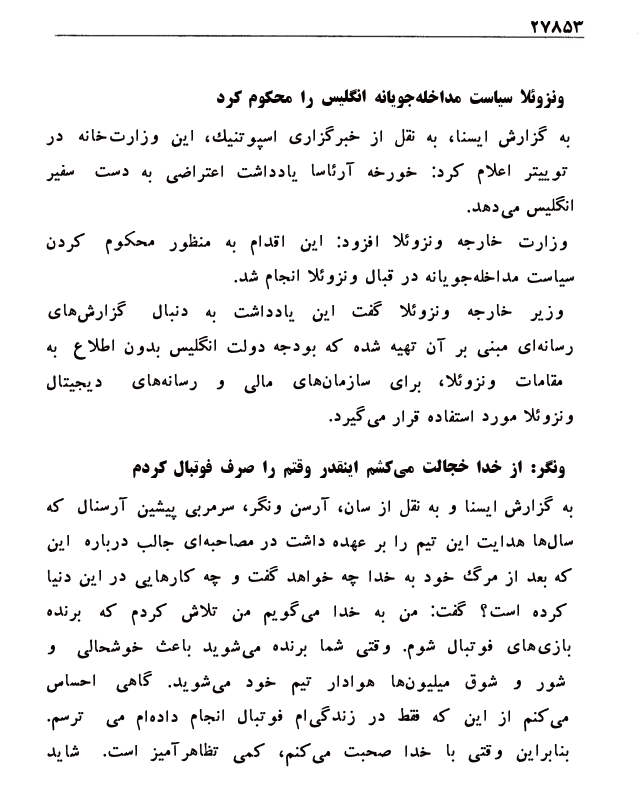 ۲۷۸۵۳
ونزوئلا سیاست مداخله‌جویانه انگلیس را محکوم کرد
به گزارش ایسنا، به نقل از خبرگزاری اسپوتنیك، این وزارت‌خانه در
توییتر اعلام کرد: خورخه آرئاسا یادداشت اعتراضی به دست سفیر
انگلیس می‌دهد.
وزارت خارجه ونزوئلا افزود: این اقدام به منظور محکوم کردن
سیاست مداخله‌جویانه در قبال ونزوئلا انجام شد.
وزیر خارجه ونزوئلا گفت این یادداشت به دنبال گزارش‌های
رسانه‌ای مبنی بر آن تهیه شده که بودجه دولت انگلیس بدون اطلاع به
مقامات ونزوئلا، برای سازمان‌های مالی و رسانه‌های دیجیتال
ونزوئلا مورد استفاده قرار می‌گیرد.
ونگر: از خدا خجالت می‌کشم اینقدر وقتم را صرف فوتبال کردم
به گزارش ایسنا و به نقل از سان، آرسن ونگر، سرمربی پیشین آرسنال که
سال‌ها هدایت این تیم را بر عهده داشت در مصاحبه‌ای جالب درباره این
که بعد از مرگ خود به خدا چه خواهد گفت و چه کارهایی در این دنیا
کرده است؟ گفت: من به خدا می‌گویم من تلاش کردم که برنده
بازی‌های فوتبال شوم. وقتی شما برنده می‌شوید باعث خوشحالی و
شور و شوق میلیون‌ها هوادار تیم خود می‌شوید. گاهی احساس
می‌کنم از این که فقط در زندگی‌ام فوتبال انجام داده‌ام می ترسم.
بنابراین وقتی با خدا صحبت می‌کنم، کمی تظاهرآمیز است. شاید